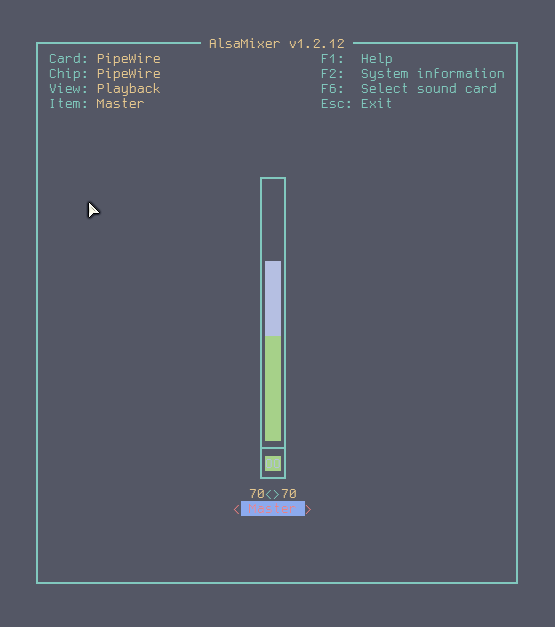 AlsaMixer v1.2.12
Card: PipeWire
F1: Help
Chip: PipeWire
F2: System information
View: Playback
F6: Select sound card
Item: Master
Esc: Exit
70<>70
< Master >